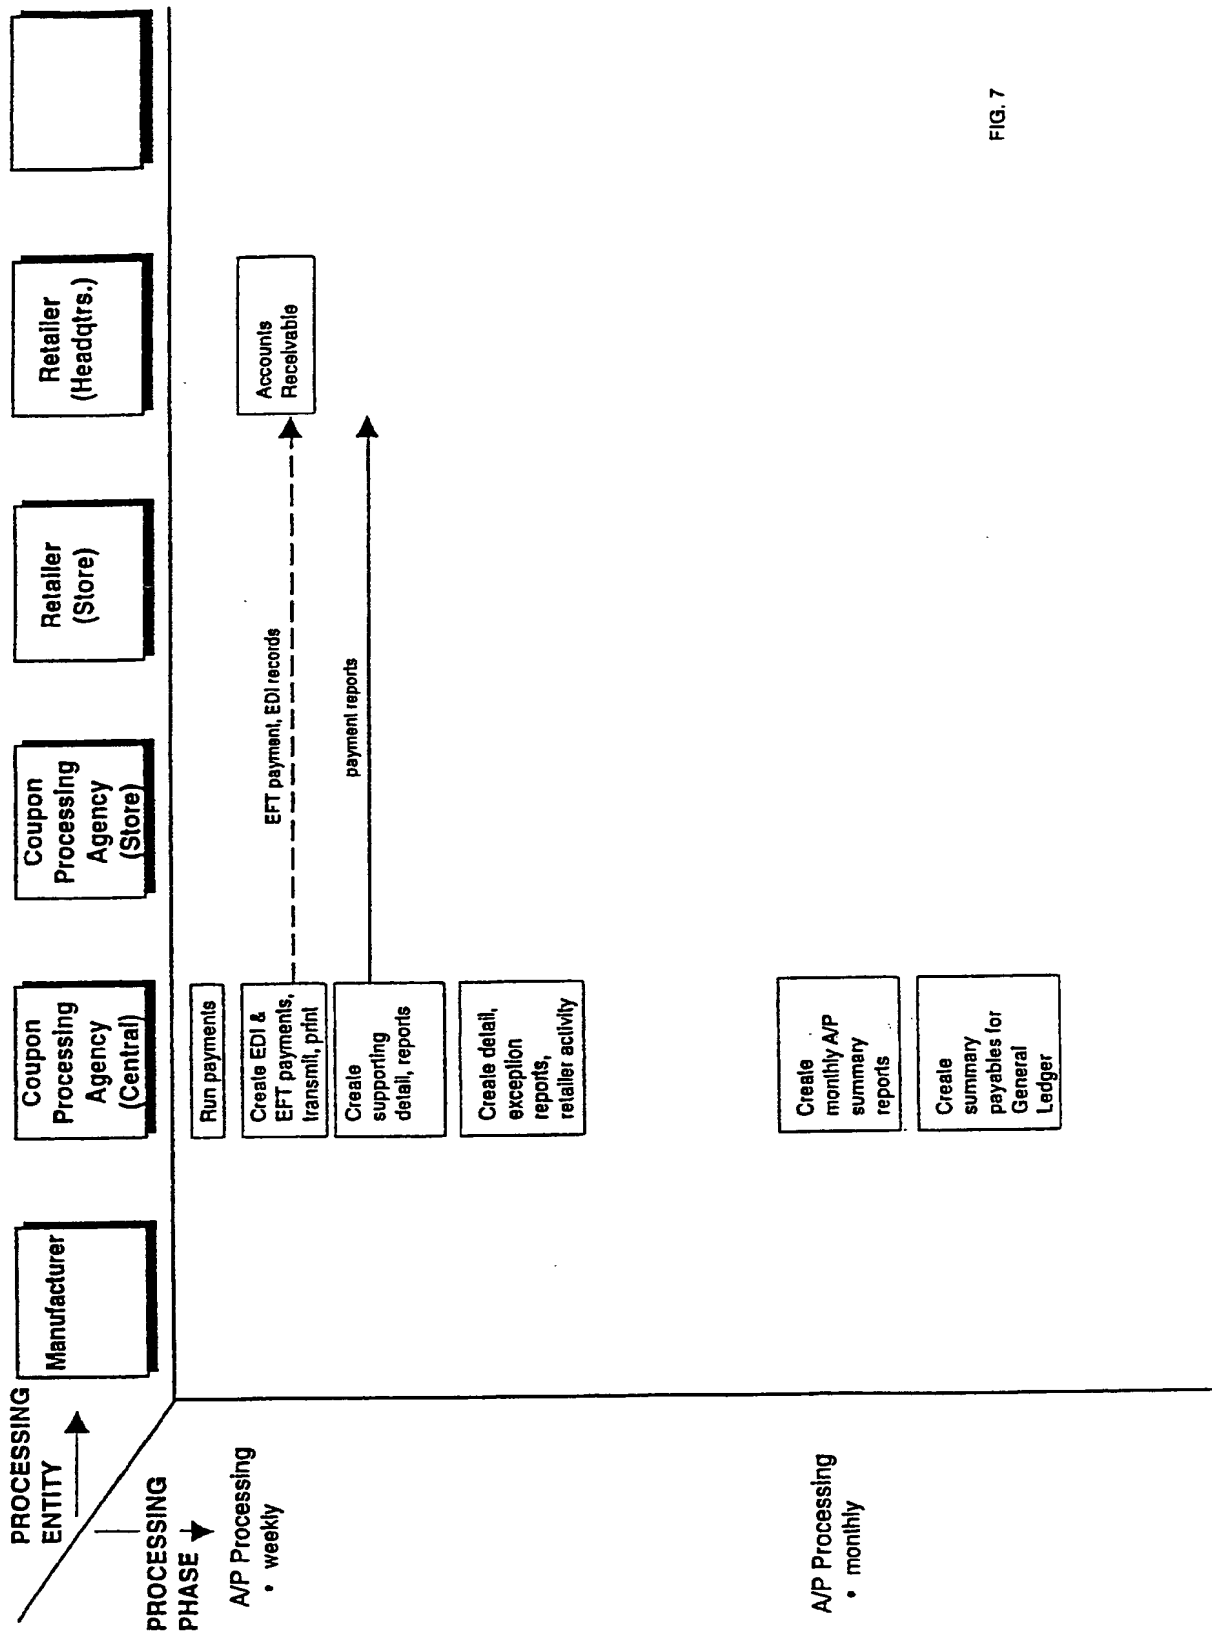 PROCESSING
ENTITY
PROCESSING
PHASE
Manufacturer
Coupon
Processing
Agency
(Central)
Coupon
Processing
Agency
(Store)
Retailer
(Store)
Retailer
(Headqtrs.)
A/P Processing
• weekly
Run payments
Create EDI &
EFT payments,
transmit, print
EFT payment, EDI records
Accounts
Receivable
Create
supporting
detail, reports
payment reports
Create detail,
exception
reports,
retailer activity
A/P Processing
• monthly
Create
monthly A/P
summary
reports
Create
summary
payables for
General
Ledger
FIG. 7